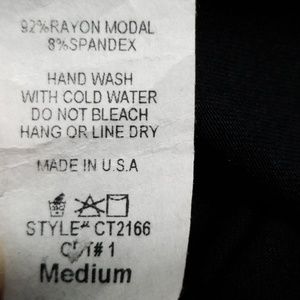 92%RAYON MODAL
8%SPANDEX
HAND WASH
WITH COLD WATER
DO NOT BLEACH
HANG OR LINE DRY
MADE IN U.S.A
STYLE# CT2166
CUT# 1
Medium